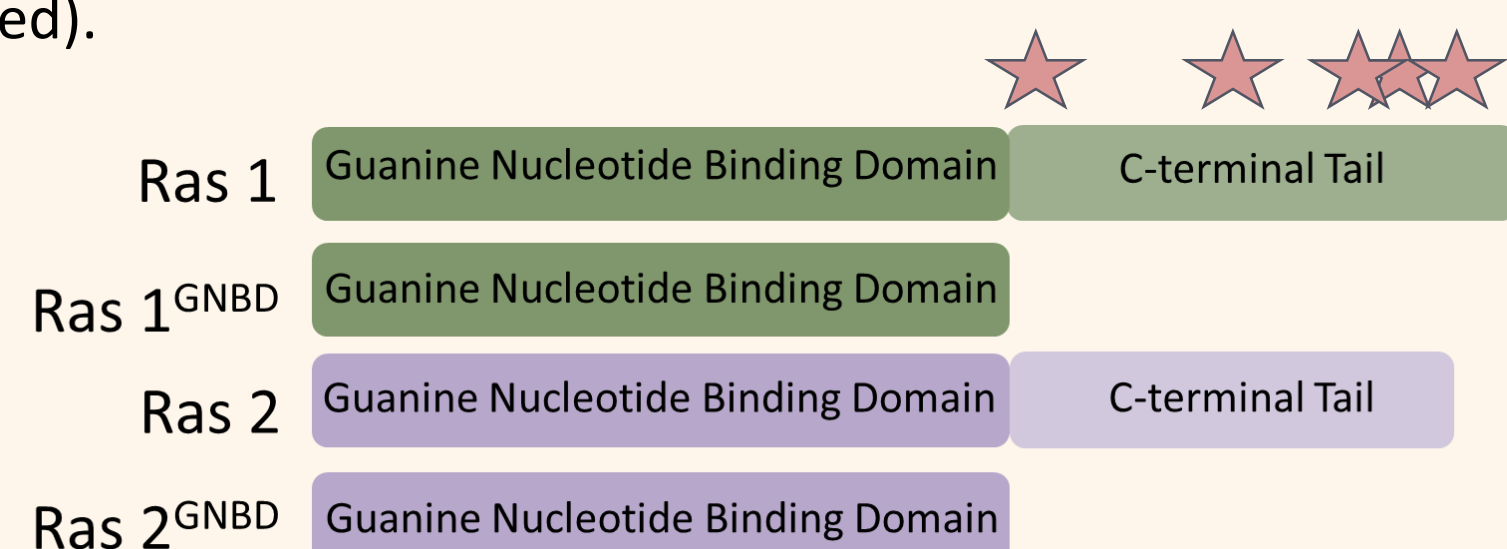 ed).
Ras 1 Guanine Nucleotide Binding Domain C-terminal Tail
Ras 1ᴳᴺᴮᴰ Guanine Nucleotide Binding Domain
Ras 2 Guanine Nucleotide Binding Domain C-terminal Tail
Ras 2ᴳᴺᴮᴰ Guanine Nucleotide Binding Domain